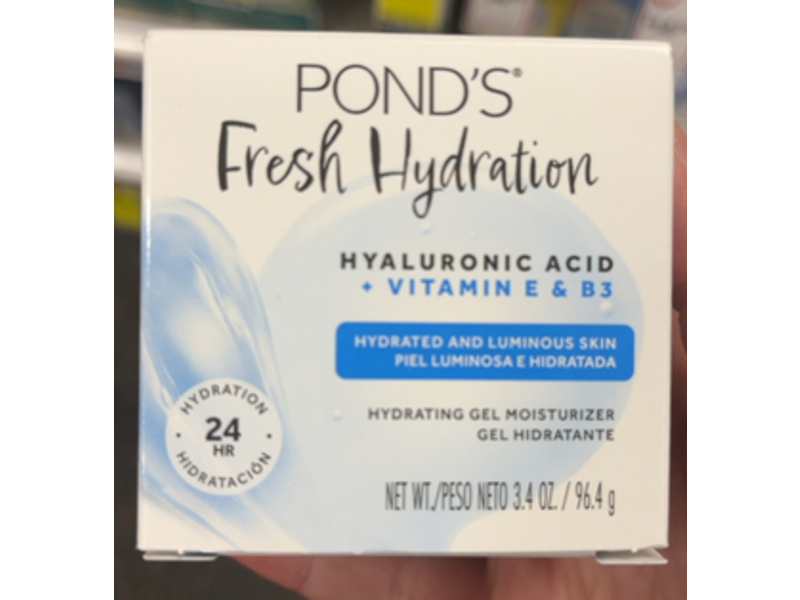 POND'S®
Fresh Hydration
HYALURONIC ACID
+ VITAMIN E & B3
HYDRATED AND LUMINOUS SKIN
PIEL LUMINOSA E HIDRATADA
HYDRATING GEL MOISTURIZER
GEL HIDRATANTE
HYDRATION
24
HR
HIDRATACIÓN
NET WT./PESO NETO 3.4 OZ. / 96.4 g